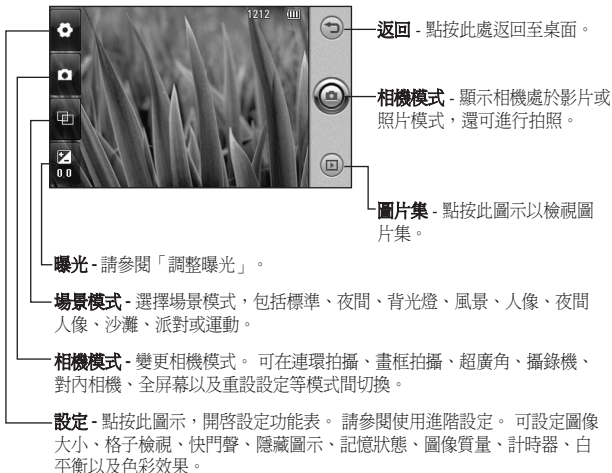 1212
0 0
返回 - 點按此處返回至桌面。
相機模式 - 顯示相機處於影片或
照片模式，還可進行拍照。
圖片集 - 點按此圖示以檢視圖
片集。
曝光 - 請參閱「調整曝光」。
場景模式 - 選擇場景模式，包括標準、夜間、背光燈、風景、人像、夜間
人像、沙灘、派對或運動。
相機模式 - 變更相機模式。 可在連環拍攝、畫框拍攝、超廣角、攝錄機、
對內相機、全屏幕以及重設設定等模式間切換。
設定 - 點按此圖示，開啓設定功能表。 請參閱使用進階設定。 可設定圖像
大小、格子檢視、快門聲、隱藏圖示、記憶狀態、圖像質量、計時器、白
平衡以及色彩效果。